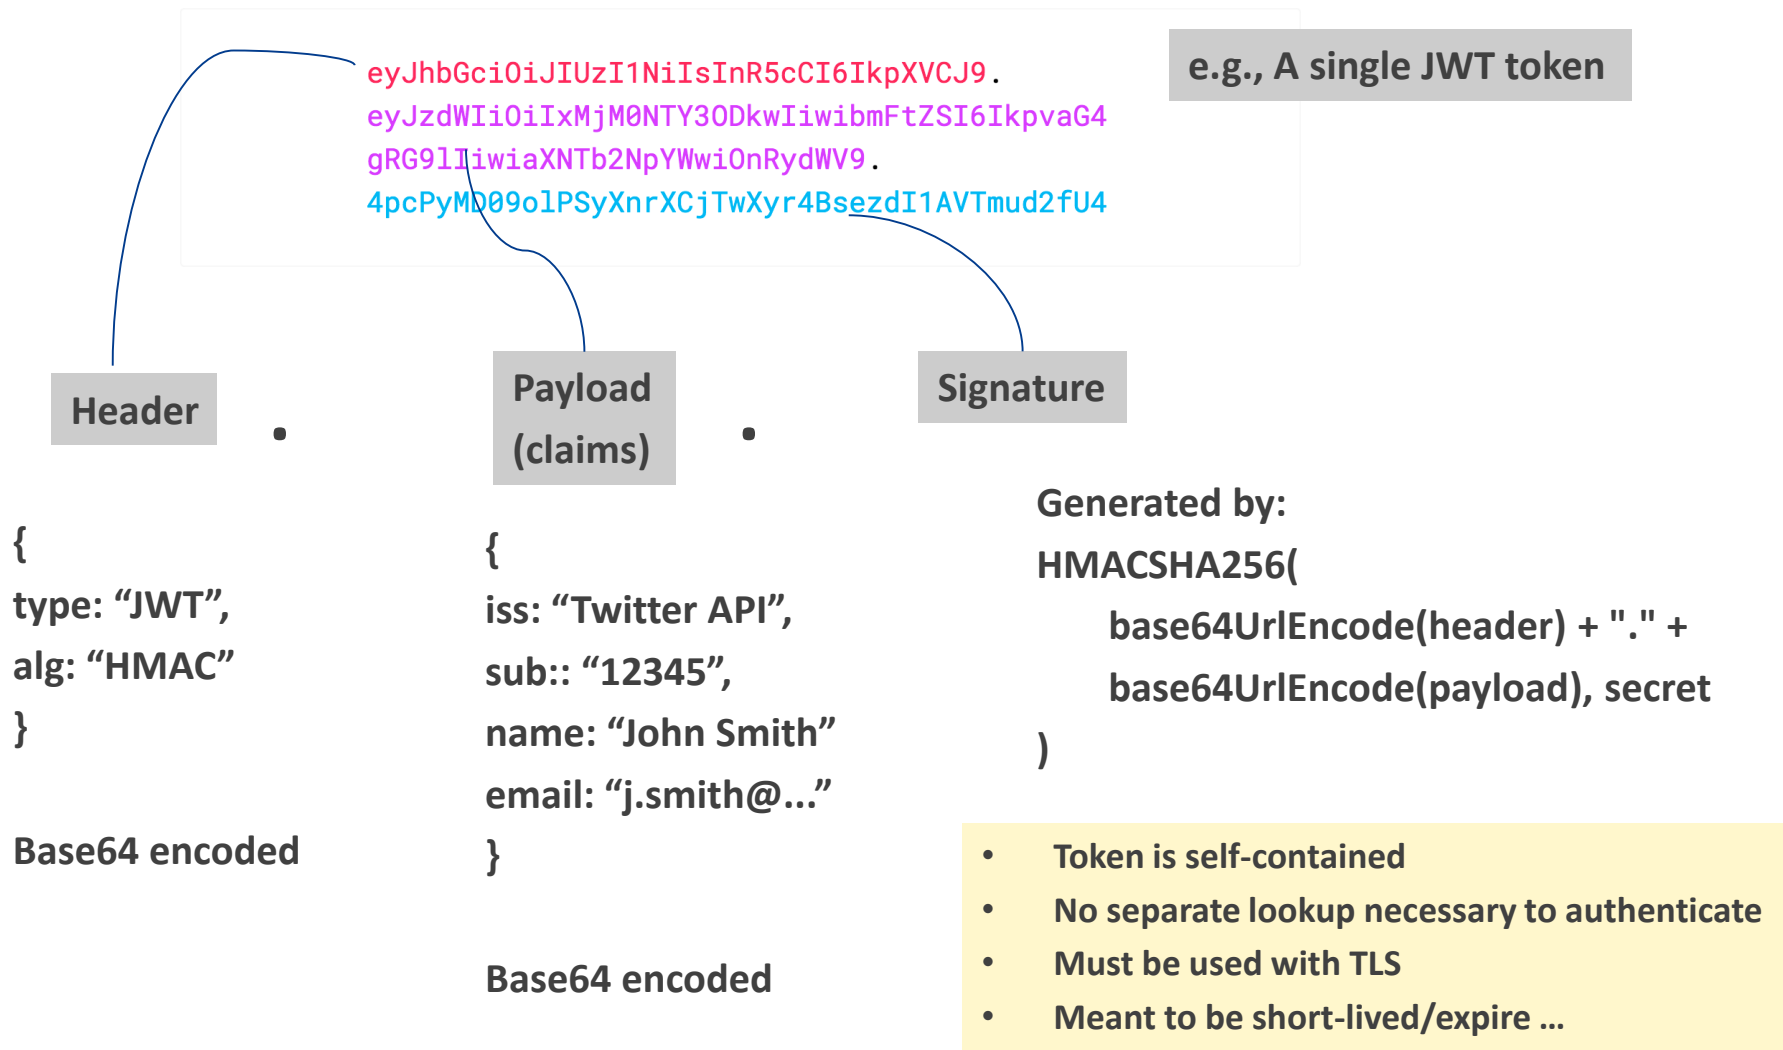 eyJhbGciOiJIUzI1NiIsInR5cCI6IkpXVCJ9.
eyJzdWIiOiIxMjM0NTY3ODkwIiwibmFtZSI6IkpvaG4
gRG9lIiwiaXNTb2NpYWwiOnRydWV9.
4pcPyMD09olPSyXnrXCjTwXyr4BsezdI1AVTmud2fU4
e.g., A single JWT token
Header
.
Payload
(claims)
.
Signature
{
type: “JWT”,
alg: “HMAC”
}
Base64 encoded
{
iss: “Twitter API”,
sub:: “12345”,
name: “John Smith”
email: “j.smith@...”
}
Base64 encoded
Generated by:
HMACSHA256(
base64UrlEncode(header) + "." +
base64UrlEncode(payload), secret
)
• Token is self-contained
• No separate lookup necessary to authenticate
• Must be used with TLS
• Meant to be short-lived/expire …